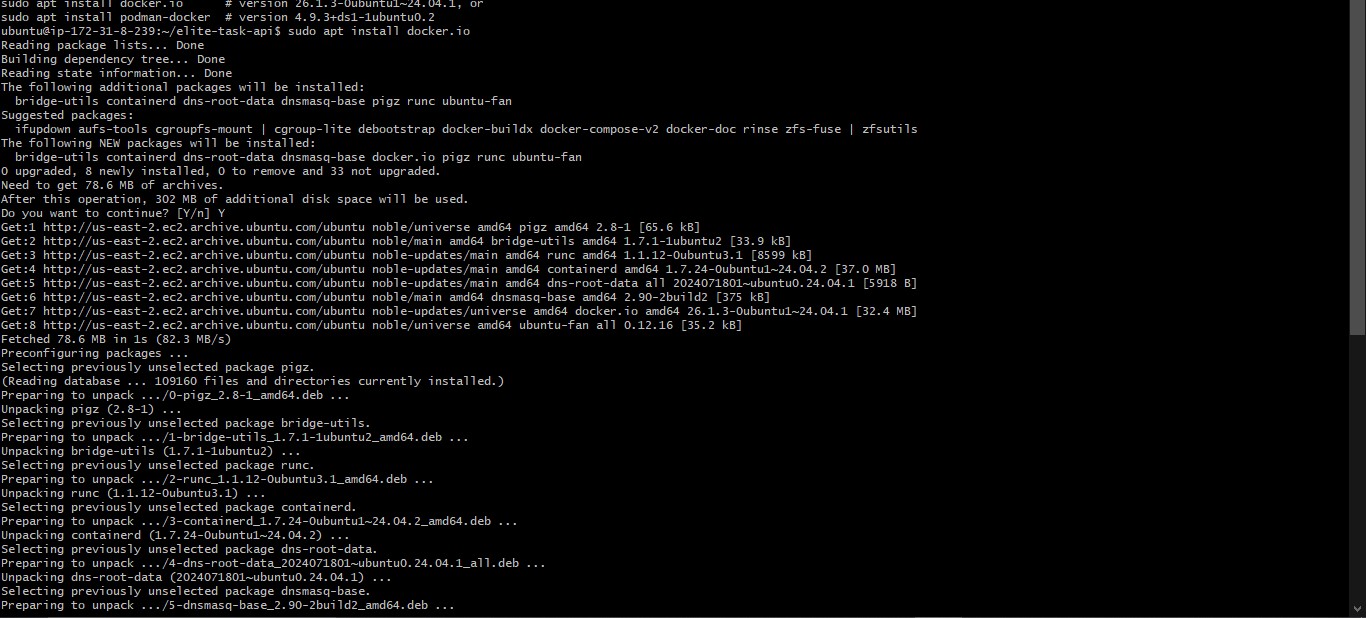 sudo apt install docker.io      # version 26.1.3-0ubuntu1~24.04.1, or
sudo apt install podman-docker  # version 4.9.3+ds1-1ubuntu0.2
ubuntu@ip-172-31-8-239:~/elite-task-api$ sudo apt install docker.io
Reading package lists... Done
Building dependency tree... Done
Reading state information... Done
The following additional packages will be installed:
  bridge-utils containerd dns-root-data dnsmasq-base pigz runc ubuntu-fan
Suggested packages:
  ifupdown aufs-tools cgroupfs-mount | cgroup-lite debootstrap docker-buildx docker-compose-v2 docker-doc rinse zfs-fuse | zfsutils
The following NEW packages will be installed:
  bridge-utils containerd dns-root-data dnsmasq-base docker.io pigz runc ubuntu-fan
0 upgraded, 8 newly installed, 0 to remove and 33 not upgraded.
Need to get 78.6 MB of archives.
After this operation, 302 MB of additional disk space will be used.
Do you want to continue? [Y/n] Y
Get:1 http://us-east-2.ec2.archive.ubuntu.com/ubuntu noble/universe amd64 pigz amd64 2.8-1 [65.6 kB]
Get:2 http://us-east-2.ec2.archive.ubuntu.com/ubuntu noble/main amd64 bridge-utils amd64 1.7.1-1ubuntu2 [33.9 kB]
Get:3 http://us-east-2.ec2.archive.ubuntu.com/ubuntu noble-updates/main amd64 runc amd64 1.1.12-0ubuntu3.1 [8599 kB]
Get:4 http://us-east-2.ec2.archive.ubuntu.com/ubuntu noble-updates/main amd64 containerd amd64 1.7.24-0ubuntu1~24.04.2 [37.0 MB]
Get:5 http://us-east-2.ec2.archive.ubuntu.com/ubuntu noble-updates/main amd64 dns-root-data all 2024071801~ubuntu0.24.04.1 [5918 B]
Get:6 http://us-east-2.ec2.archive.ubuntu.com/ubuntu noble/main amd64 dnsmasq-base amd64 2.90-2build2 [375 kB]
Get:7 http://us-east-2.ec2.archive.ubuntu.com/ubuntu noble-updates/universe amd64 docker.io amd64 26.1.3-0ubuntu1~24.04.1 [32.4 MB]
Get:8 http://us-east-2.ec2.archive.ubuntu.com/ubuntu noble/universe amd64 ubuntu-fan all 0.12.16 [35.2 kB]
Fetched 78.6 MB in 1s (82.3 MB/s)
Preconfiguring packages ...
Selecting previously unselected package pigz.
(Reading database ... 109160 files and directories currently installed.)
Preparing to unpack .../0-pigz_2.8-1_amd64.deb ...
Unpacking pigz (2.8-1) ...
Selecting previously unselected package bridge-utils.
Preparing to unpack .../1-bridge-utils_1.7.1-1ubuntu2_amd64.deb ...
Unpacking bridge-utils (1.7.1-1ubuntu2) ...
Selecting previously unselected package runc.
Preparing to unpack .../2-runc_1.1.12-0ubuntu3.1_amd64.deb ...
Unpacking runc (1.1.12-0ubuntu3.1) ...
Selecting previously unselected package containerd.
Preparing to unpack .../3-containerd_1.7.24-0ubuntu1~24.04.2_amd64.deb ...
Unpacking containerd (1.7.24-0ubuntu1~24.04.2) ...
Selecting previously unselected package dns-root-data.
Preparing to unpack .../4-dns-root-data_2024071801~ubuntu0.24.04.1_all.deb ...
Unpacking dns-root-data (2024071801~ubuntu0.24.04.1) ...
Selecting previously unselected package dnsmasq-base.
Preparing to unpack .../5-dnsmasq-base_2.90-2build2_amd64.deb ...